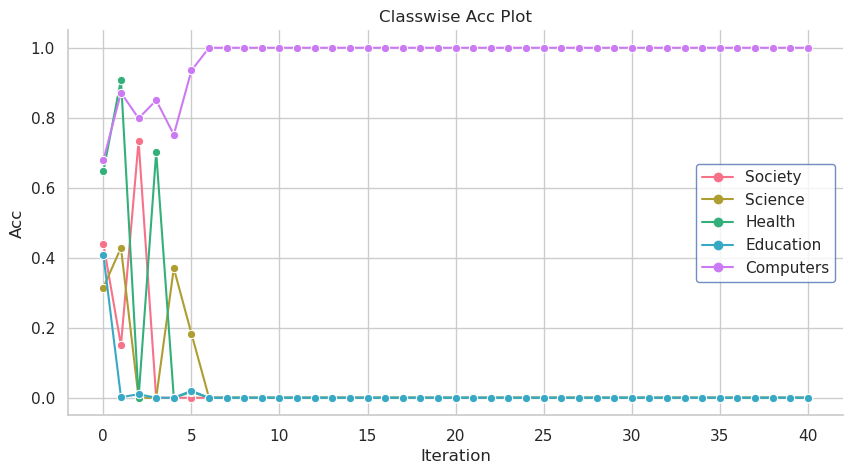 Classwise Acc Plot
1.0
0.8
0.6
0.4
0.2
0.0
Acc
Society
Science
Health
Education
Computers
0 5 10 15 20 25 30 35 40
Iteration